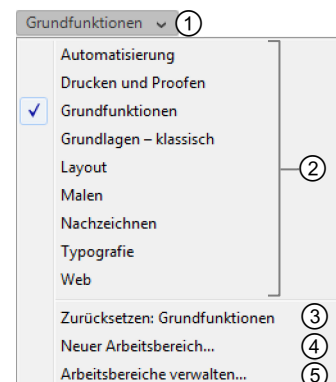 Grundfunktionen 1
Automatisierung
Drucken und Proofen
Grundfunktionen
Grundlagen – klassisch
Layout 2
Malen
Nachzeichnen
Typografie
Web
Zurücksetzen: Grundfunktionen 3
Neuer Arbeitsbereich... 4
Arbeitsbereiche verwalten... 5